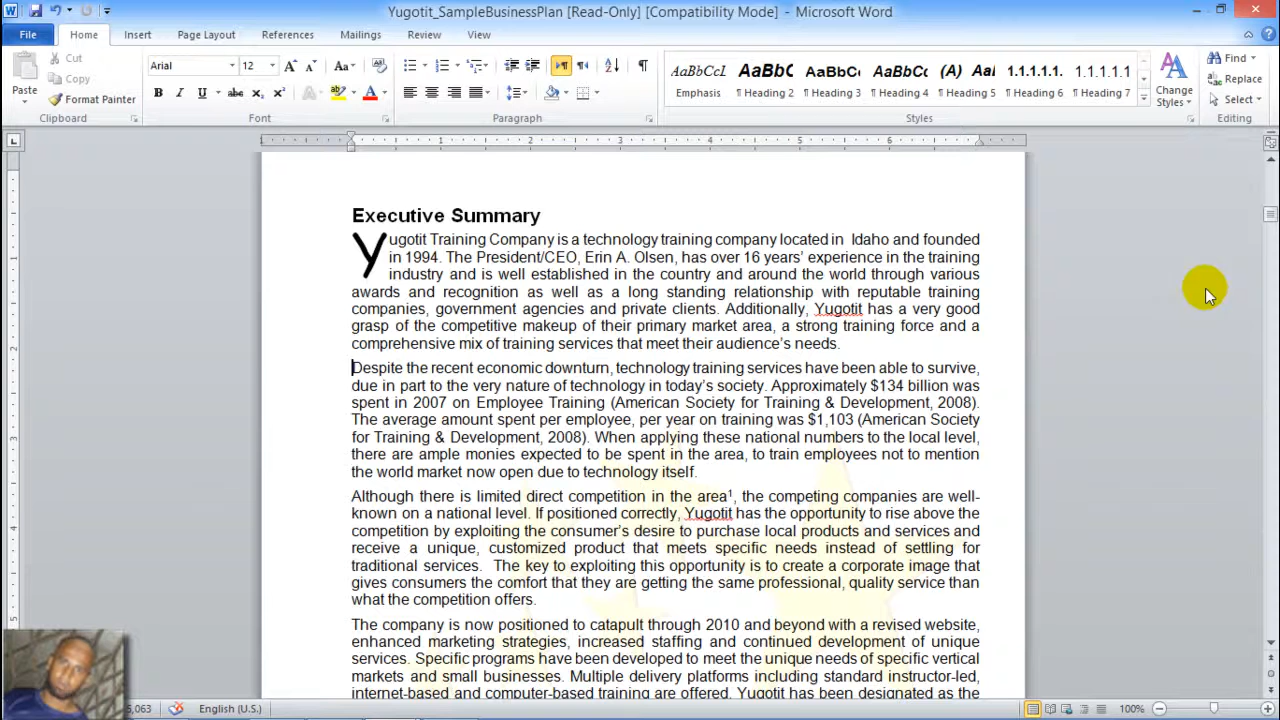 Yugotit_SampleBusinessPlan [Read-Only] [Compatibility Mode] - Microsoft Word
File Home Insert Page Layout References Mailings Review View
Cut
Copy
Paste
Format Painter
Clipboard
Arial 12
Font
Paragraph
AaBbCcI AaBbC AaBbCc AaBbCcI (A) Aal 1.1.1.1.1. 1.1.1.1.1
Emphasis ¶ Heading 2 ¶ Heading 3 ¶ Heading 4 ¶ Heading 5 ¶ Heading 6 ¶ Heading 7
Styles
Change Styles
Find
Replace
Select
Editing
1 1 2 3 4 5 6
Executive Summary
Yugotit Training Company is a technology training company located in  Idaho and founded
in 1994. The President/CEO, Erin A. Olsen, has over 16 years’ experience in the training
industry and is well established in the country and around the world through various
awards and recognition as well as a long standing relationship with reputable training
companies, government agencies and private clients. Additionally, Yugotit has a very good
grasp of the competitive makeup of their primary market area, a strong training force and a
comprehensive mix of training services that meet their audience’s needs.
Despite the recent economic downturn, technology training services have been able to survive,
due in part to the very nature of technology in today’s society. Approximately $134 billion was
spent in 2007 on Employee Training (American Society for Training & Development, 2008).
The average amount spent per employee, per year on training was $1,103 (American Society
for Training & Development, 2008). When applying these national numbers to the local level,
there are ample monies expected to be spent in the area, to train employees not to mention
the world market now open due to technology itself.
Although there is limited direct competition in the area¹, the competing companies are well-
known on a national level. If positioned correctly, Yugotit has the opportunity to rise above the
competition by exploiting the consumer’s desire to purchase local products and services and
receive a unique, customized product that meets specific needs instead of settling for
traditional services.  The key to exploiting this opportunity is to create a corporate image that
gives consumers the comfort that they are getting the same professional, quality service than
what the competition offers.
The company is now positioned to catapult through 2010 and beyond with a revised website,
enhanced marketing strategies, increased staffing and continued development of unique
services. Specific programs have been developed to meet the unique needs of specific vertical
markets and small businesses. Multiple delivery platforms including standard instructor-led,
internet-based and computer-based training are offered. Yugotit has been designated as the
5,063 English (U.S.) 100%